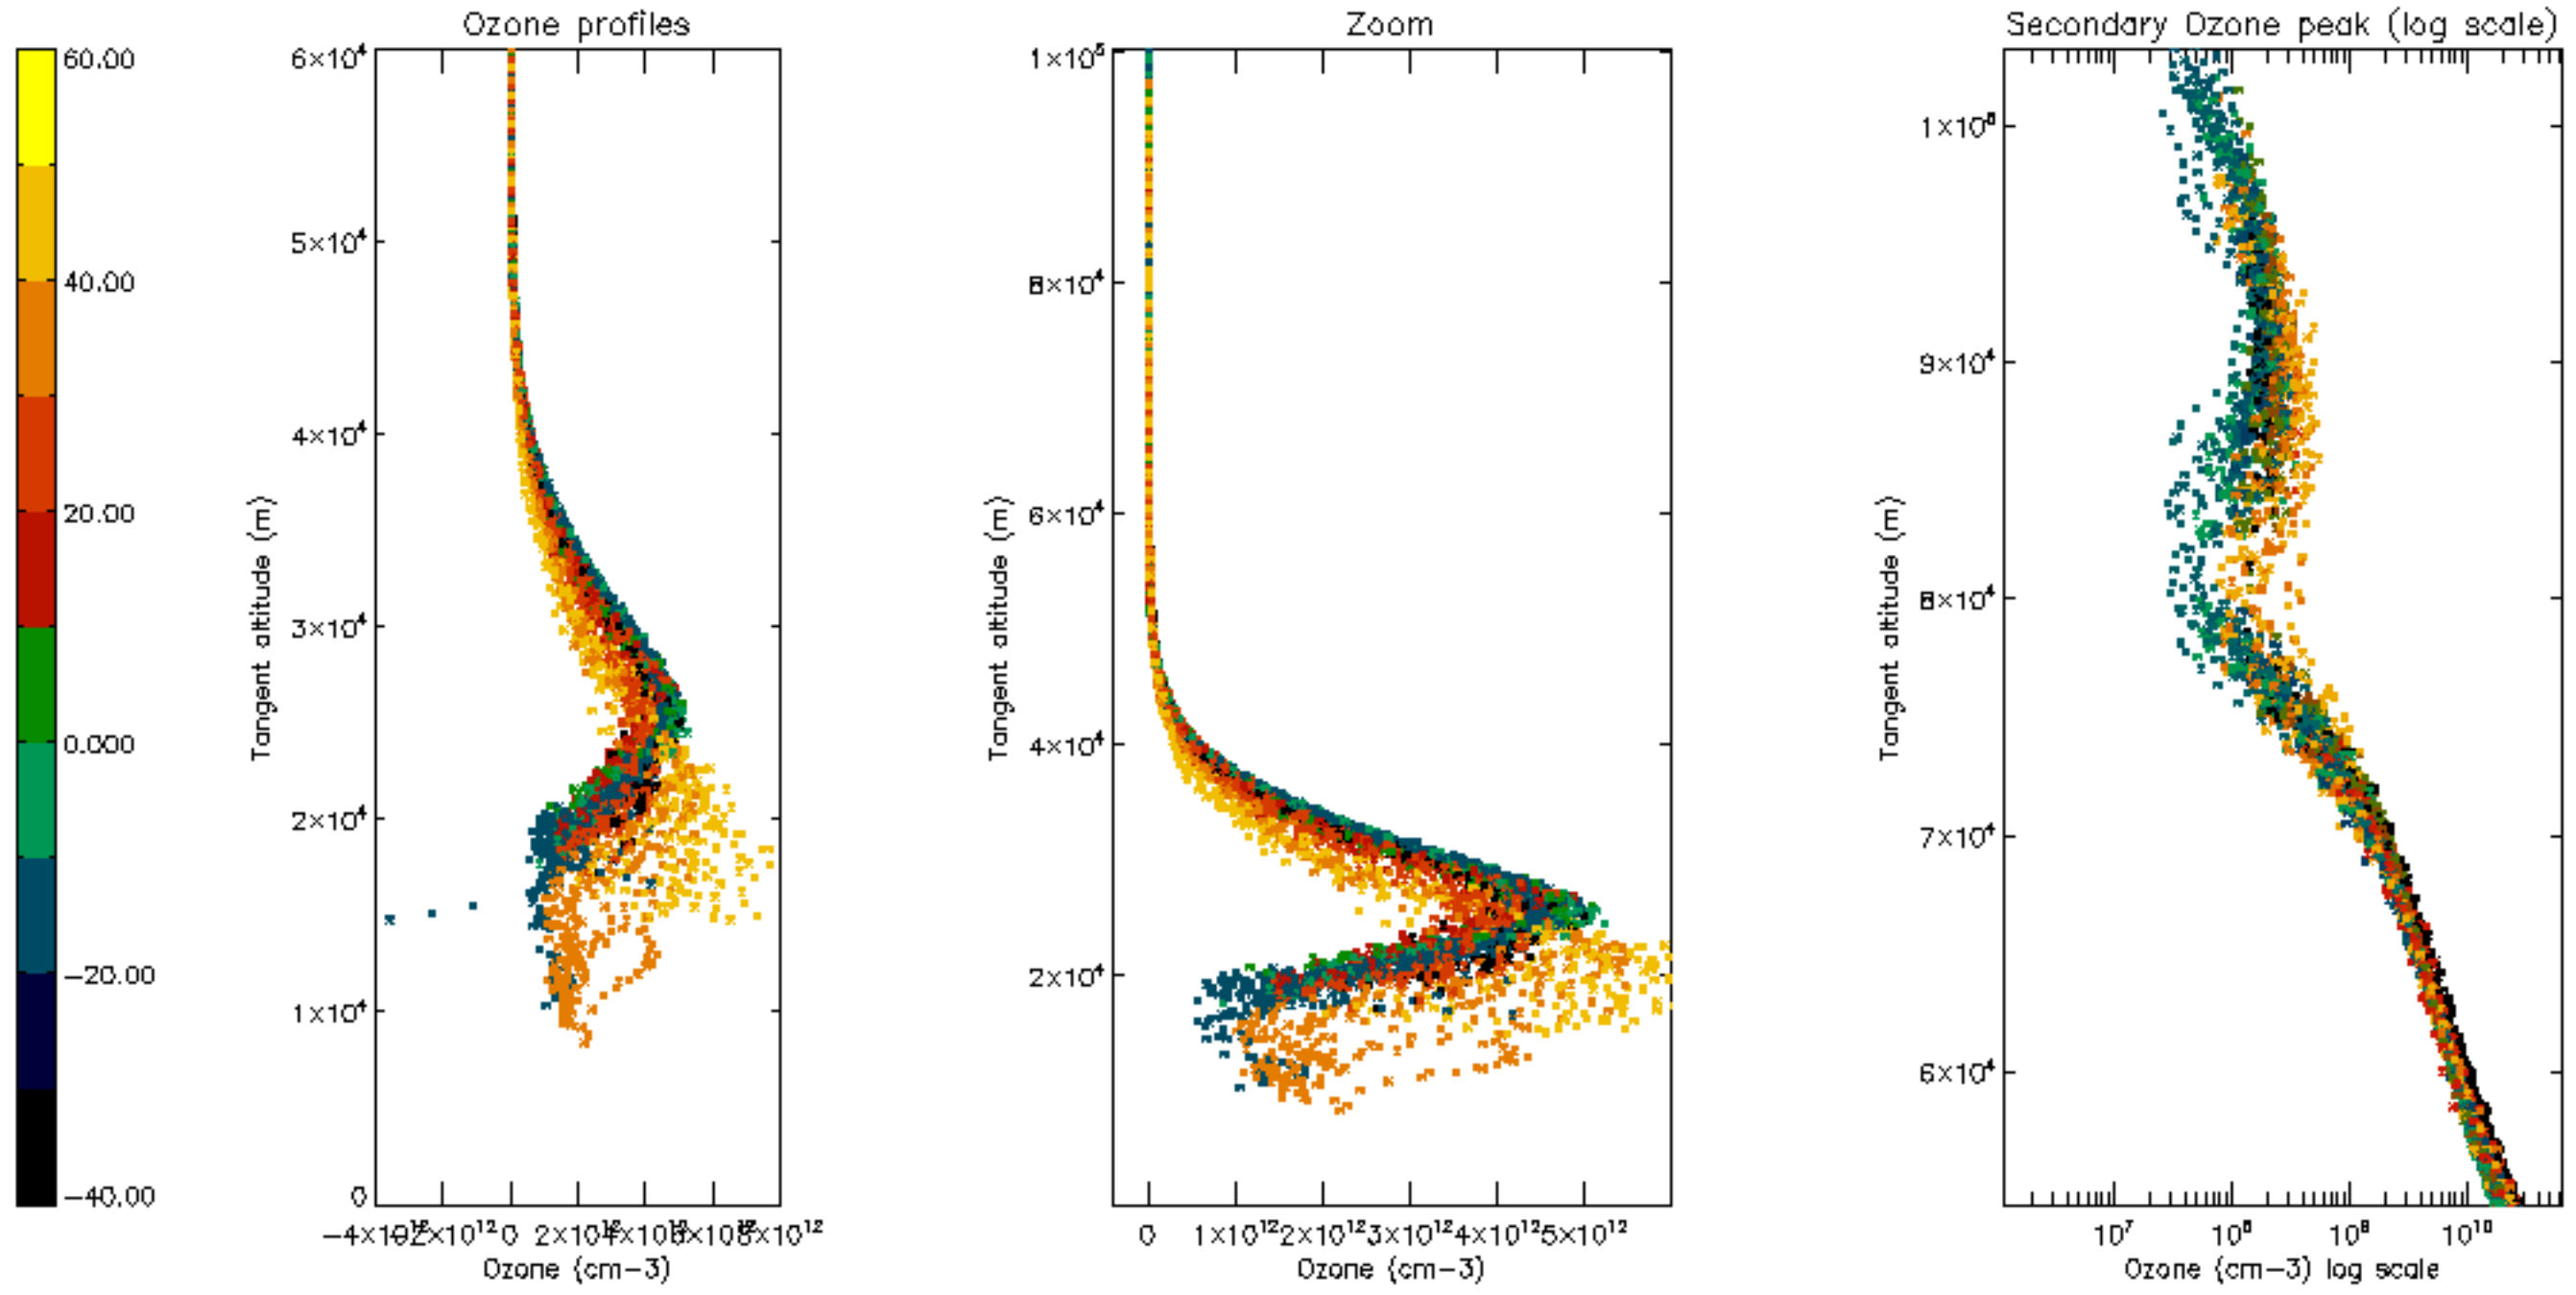 Ozone profiles
Zoom
Secondary Ozone peak (log scale)
60.00
40.00
20.00
0.000
−20.00
−40.00
6×10⁴
5×10⁴
4×10⁴
3×10⁴
2×10⁴
1×10⁴
0
Tangent altitude (m)
0
8×10¹²
Ozone (cm−3)
1×10⁵
8×10⁴
6×10⁴
4×10⁴
2×10⁴
Tangent altitude (m)
0 1×10¹² 2×10¹² 3×10¹² 4×10¹² 5×10¹²
Ozone (cm−3)
1×10⁵
9×10⁴
8×10⁴
7×10⁴
6×10⁴
Tangent altitude (m)
10⁷ 10⁸ 10⁹ 10¹⁰
Ozone (cm−3) log scale